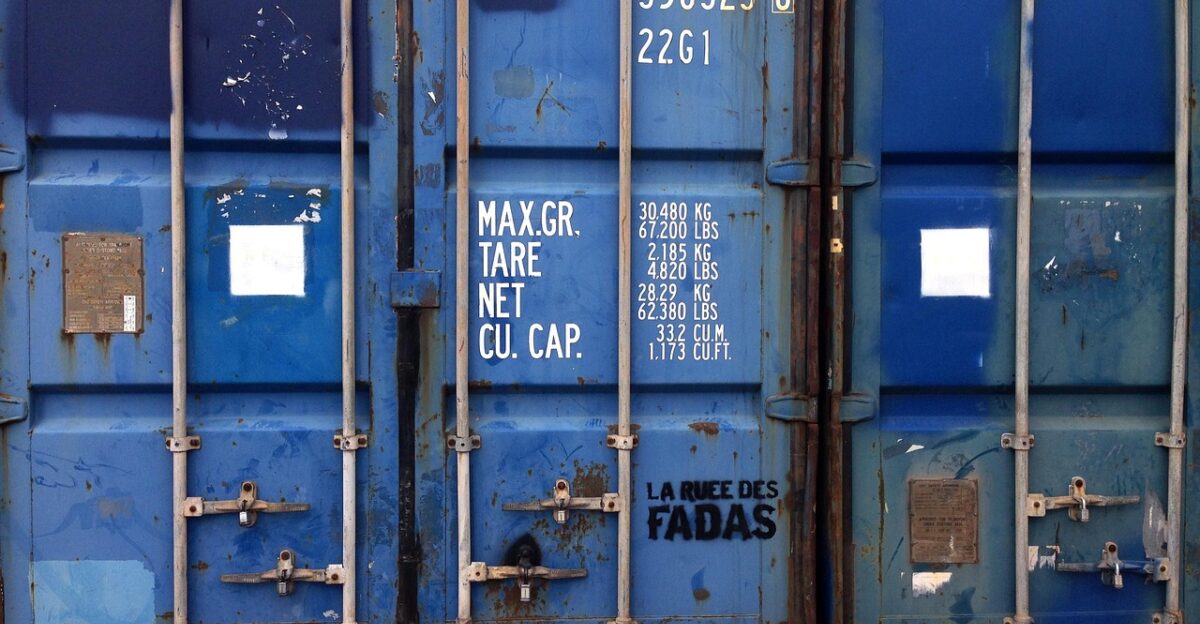 22G1
MAX.GR. 30.480 KG
67.200 LBS
TARE 2.185 KG
4.820 LBS
NET 28.29 KG
62.380 LBS
CU. CAP. 33.2 CU.M.
1.173 CU.FT.
LA RUEE DES
FADAS